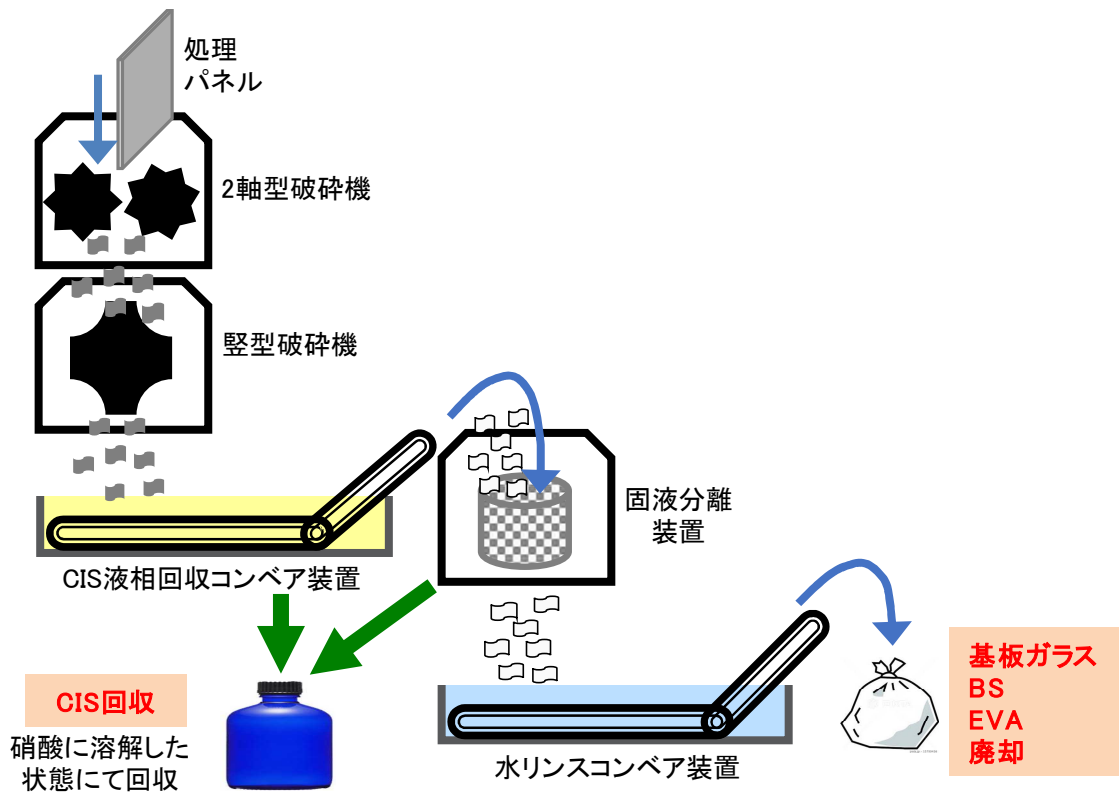 処理
パネル
2軸型破砕機
竪型破砕機
固液分離
装置
CIS液相回収コンベア装置
CIS回収
硝酸に溶解した
状態にて回収
水リンスコンベア装置
基板ガラス
BS
EVA
廃却